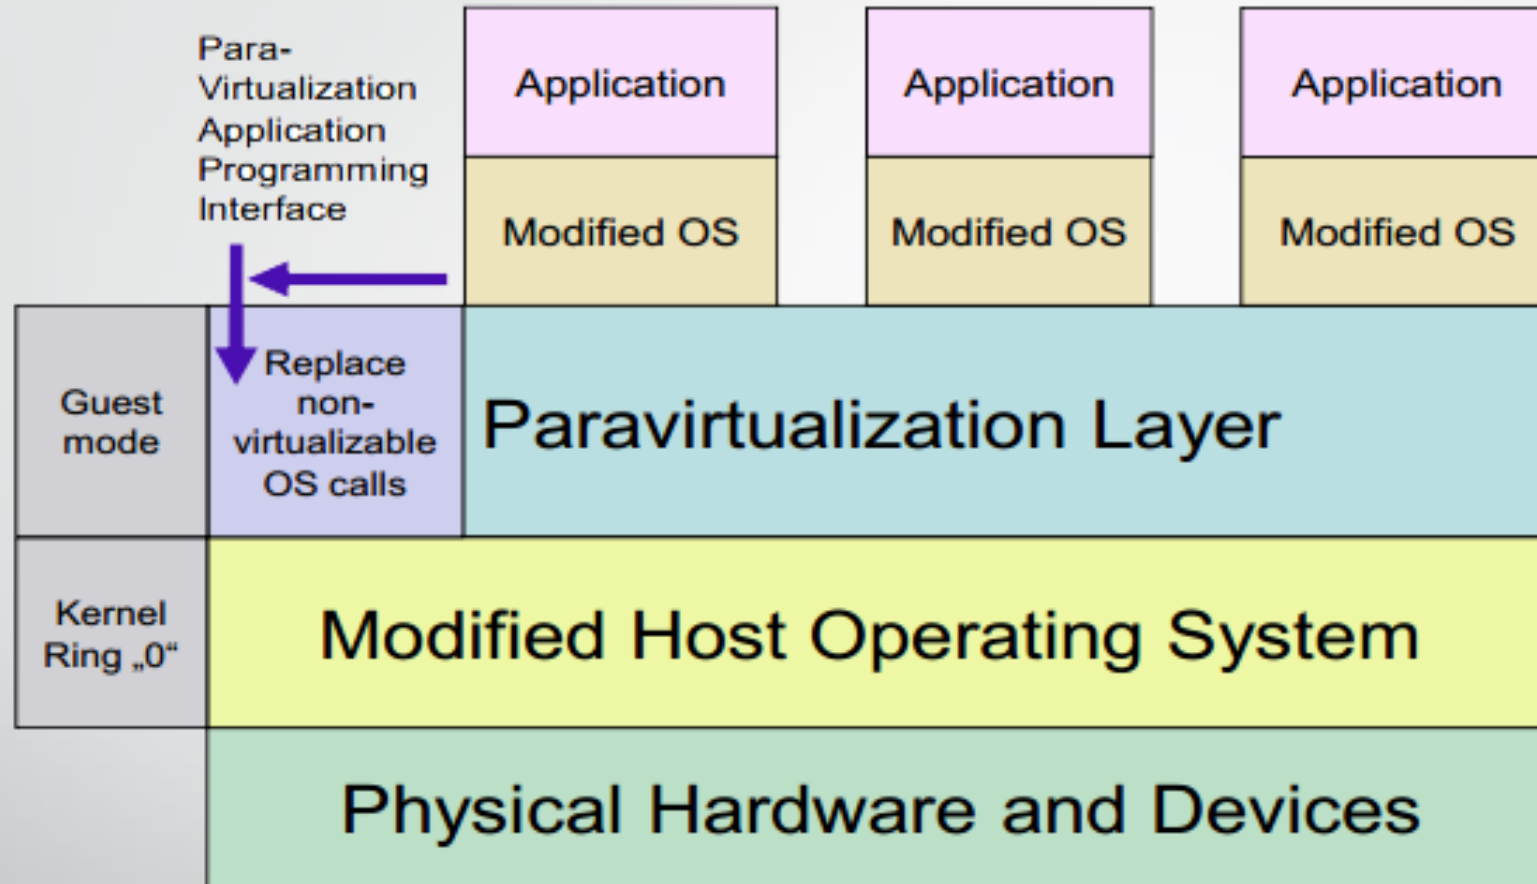 Para-
Virtualization
Application
Programming
Interface
Application
Application
Application
Modified OS
Modified OS
Modified OS
Guest
mode
Replace
non-
virtualizable
OS calls
Paravirtualization Layer
Kernel
Ring „0“
Modified Host Operating System
Physical Hardware and Devices